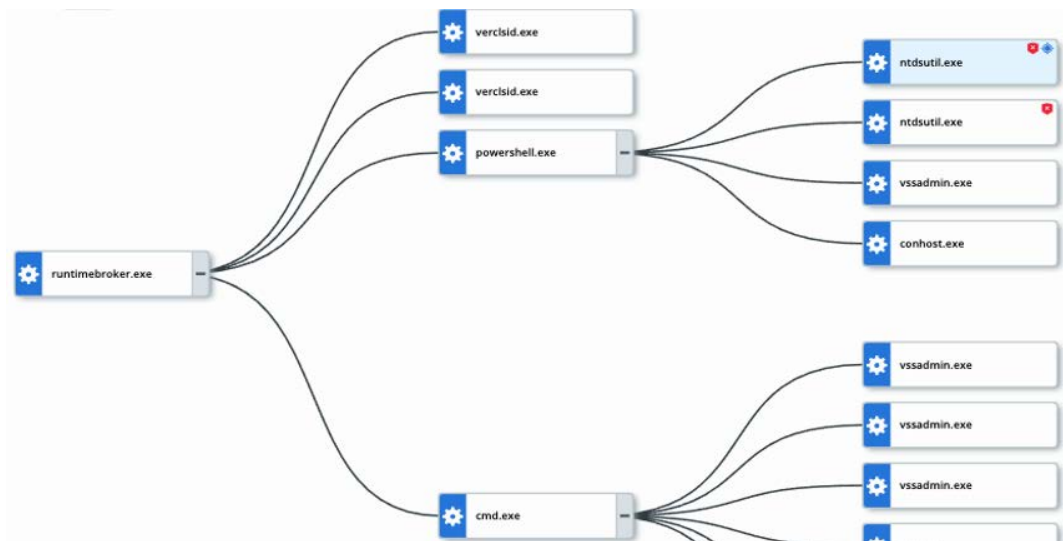 verclsid.exe
verclsid.exe
powershell.exe
ntdsutil.exe
ntdsutil.exe
vssadmin.exe
conhost.exe
runtimebroker.exe
vssadmin.exe
vssadmin.exe
vssadmin.exe
cmd.exe